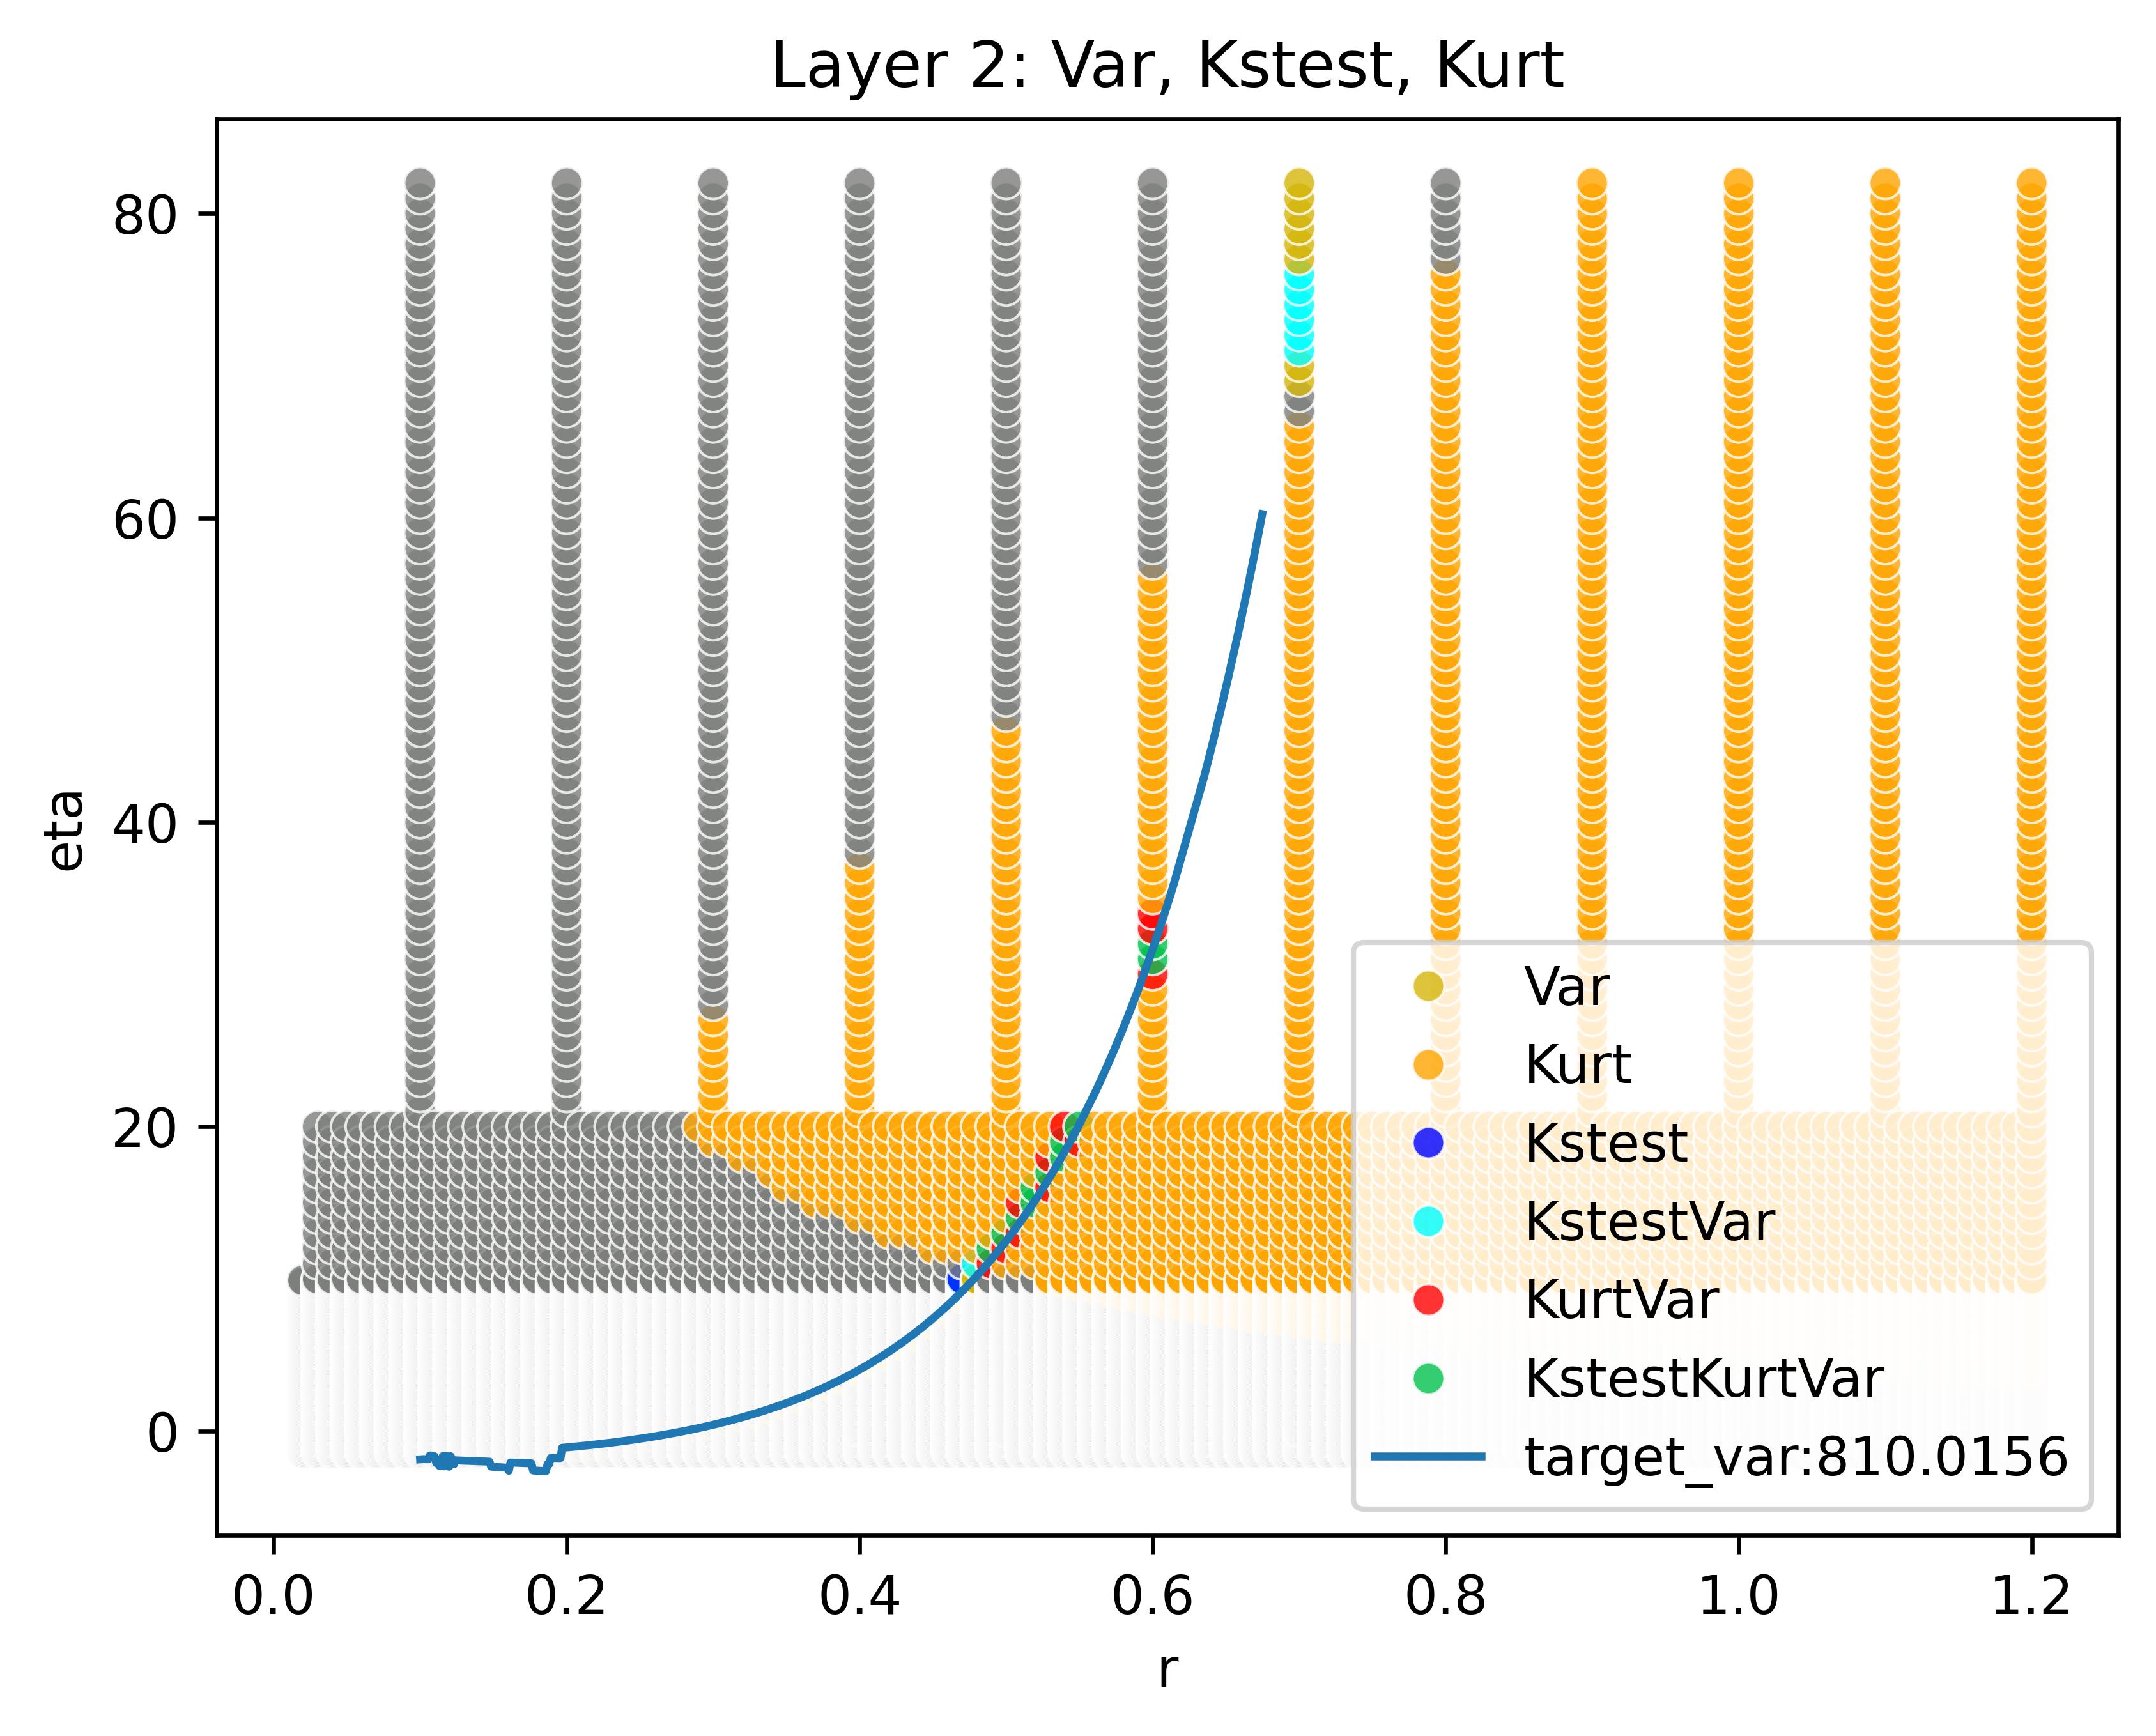 Layer 2: Var, Kstest, Kurt
eta
80
60
40
20
0
Var
Kurt
Kstest
KstestVar
KurtVar
KstestKurtVar
target_var:810.0156
0.0 0.2 0.4 0.6 0.8 1.0 1.2
r